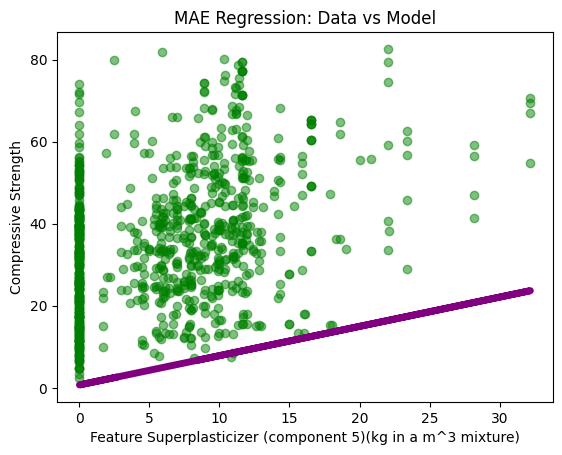 MAE Regression: Data vs Model
Compressive Strength
80
60
40
20
0
0 5 10 15 20 25 30
Feature Superplasticizer (component 5)(kg in a m^3 mixture)